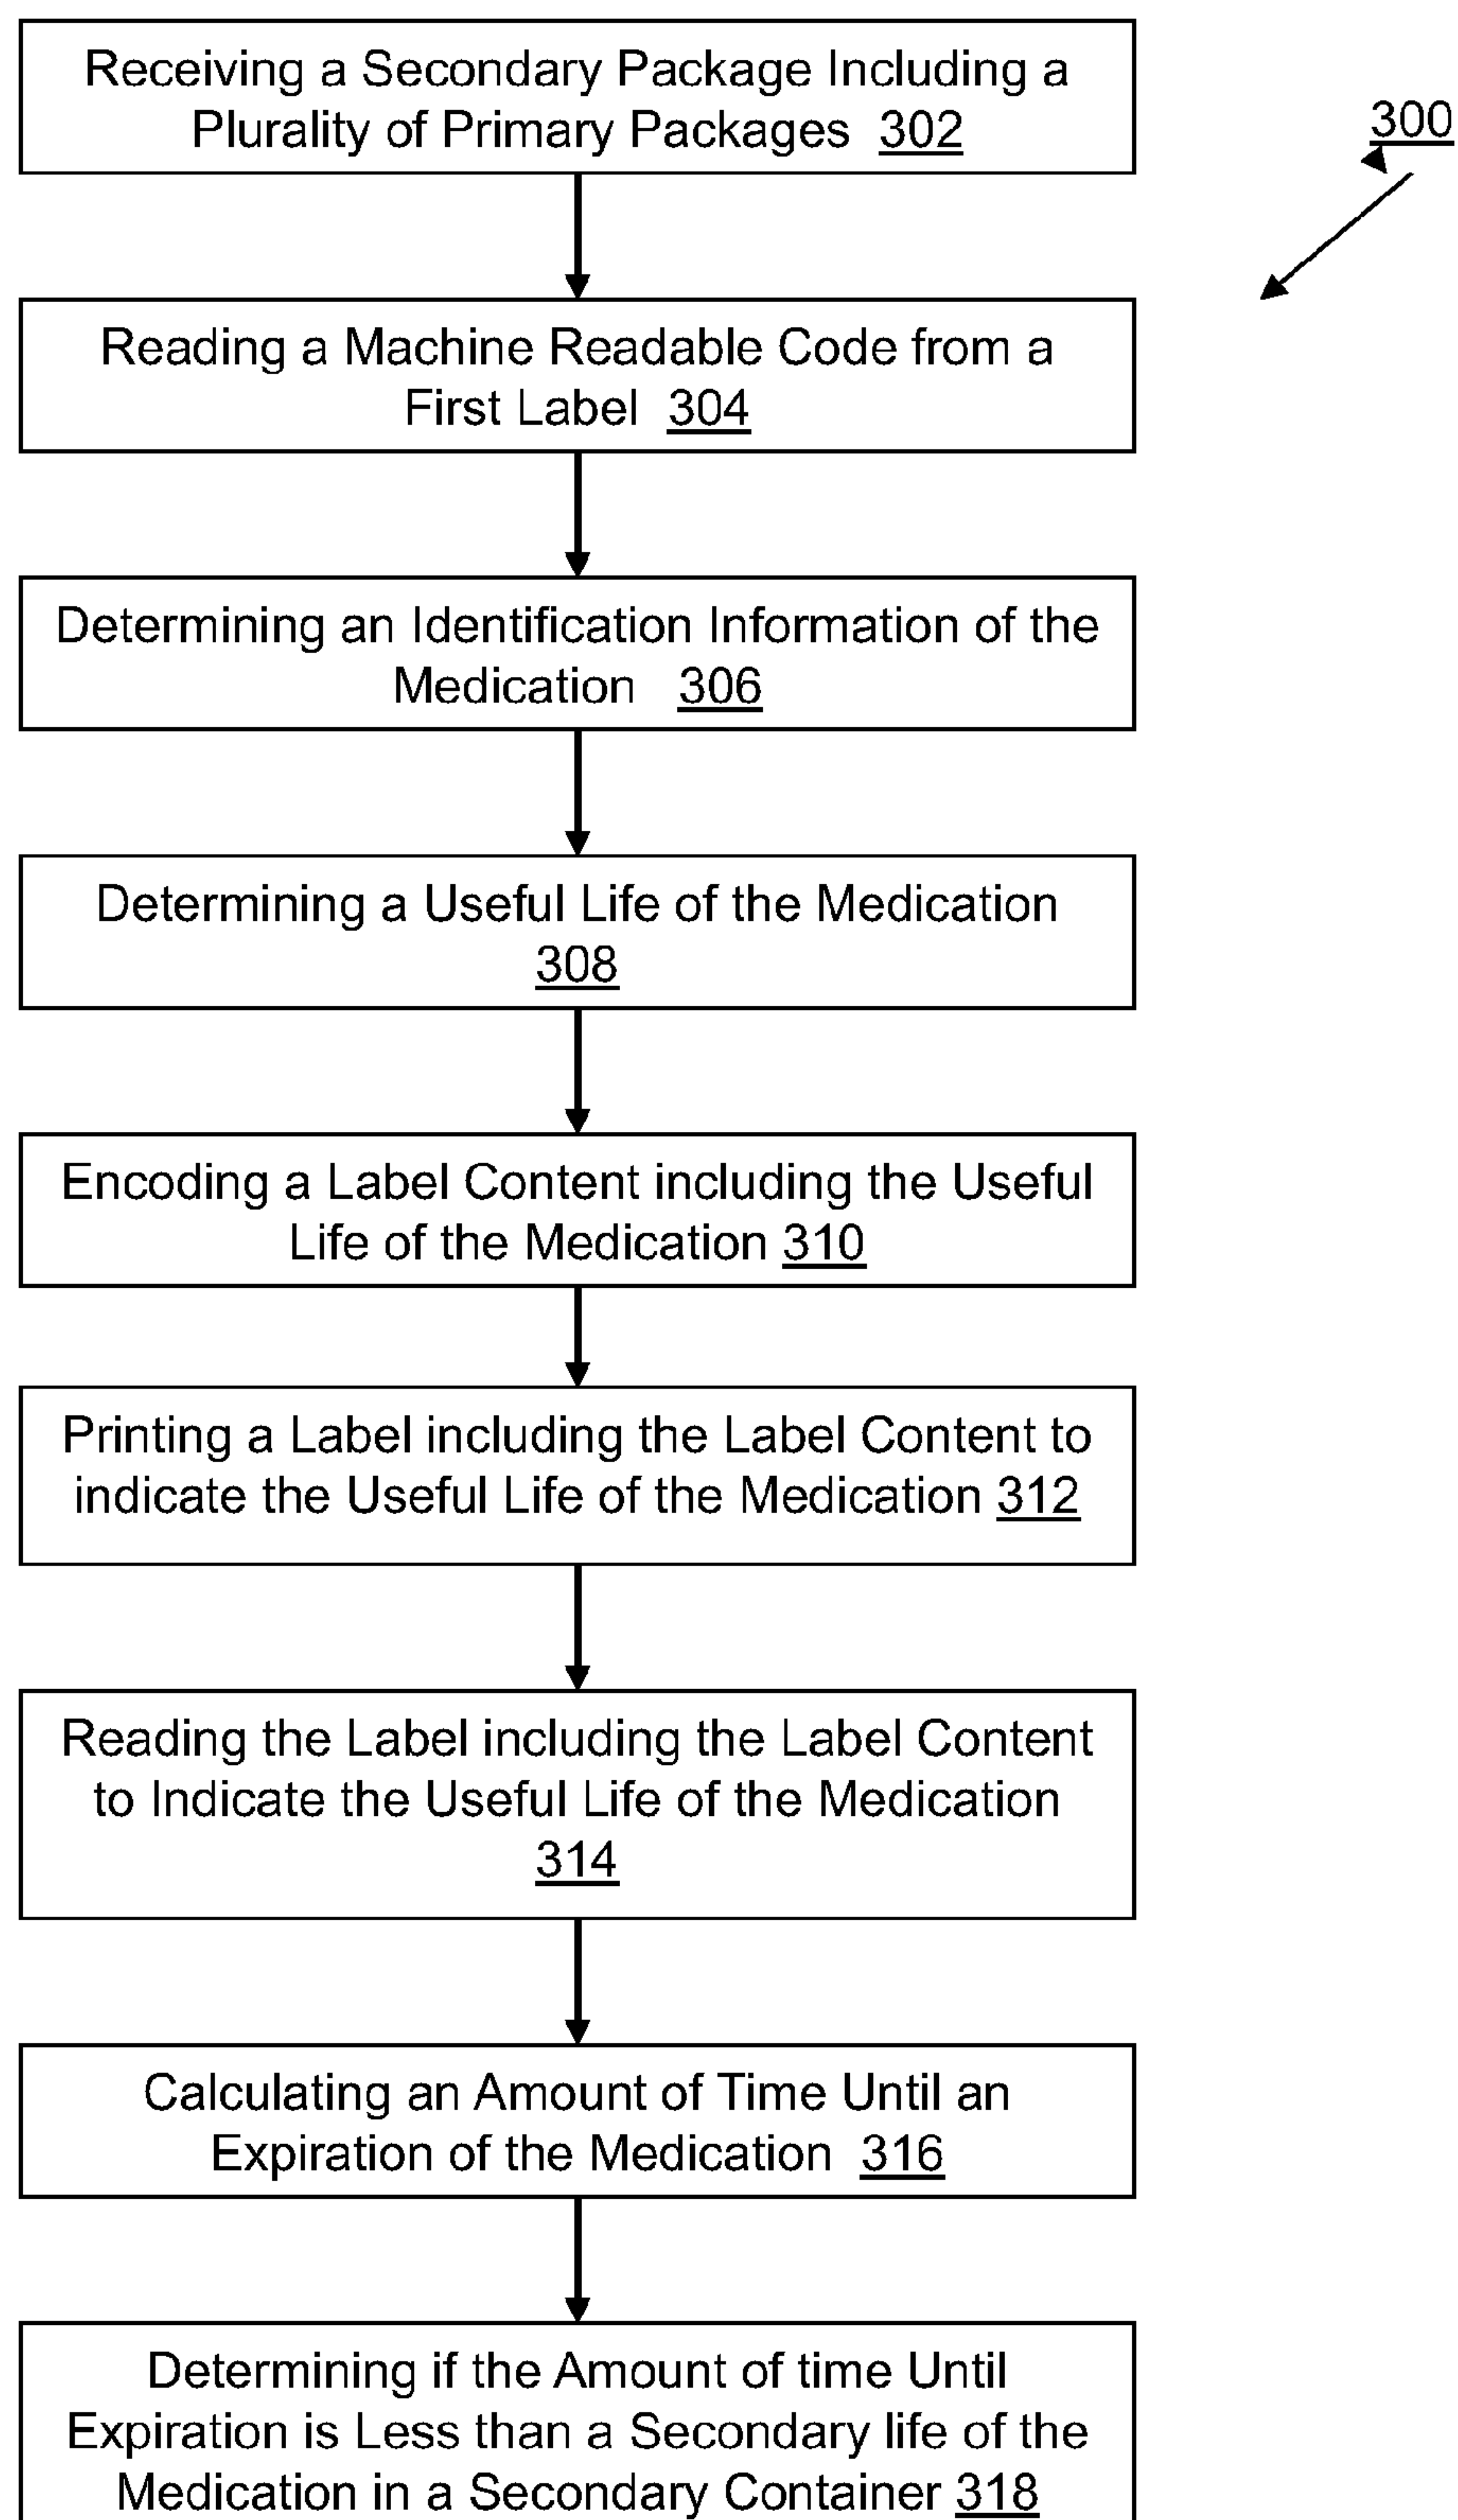 Receiving a Secondary Package Including a
Plurality of Primary Packages 302
300
Reading a Machine Readable Code from a
First Label 304
Determining an Identification Information of the
Medication 306
Determining a Useful Life of the Medication
308
Encoding a Label Content including the Useful
Life of the Medication 310
Printing a Label including the Label Content to
indicate the Useful Life of the Medication 312
Reading the Label including the Label Content
to Indicate the Useful Life of the Medication
314
Calculating an Amount of Time Until an
Expiration of the Medication 316
Determining if the Amount of time Until
Expiration is Less than a Secondary life of the
Medication in a Secondary Container 318